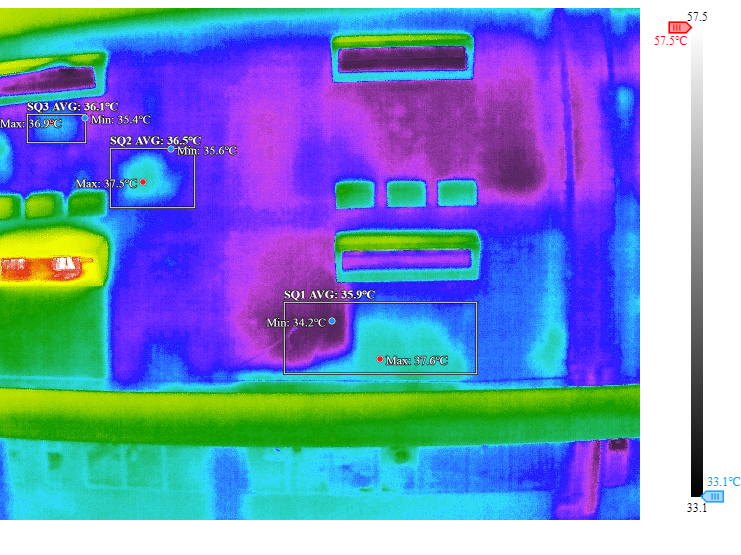 57.5
57.5°C
SQ3 AVG: 36.1°C
Max: 36.9°C
Min: 35.4°C
SQ2 AVG: 36.5°C
Min: 35.6°C
Max: 37.5°C
SQ1 AVG: 35.9°C
Min: 34.2°C
Max: 37.6°C
33.1°C
33.1